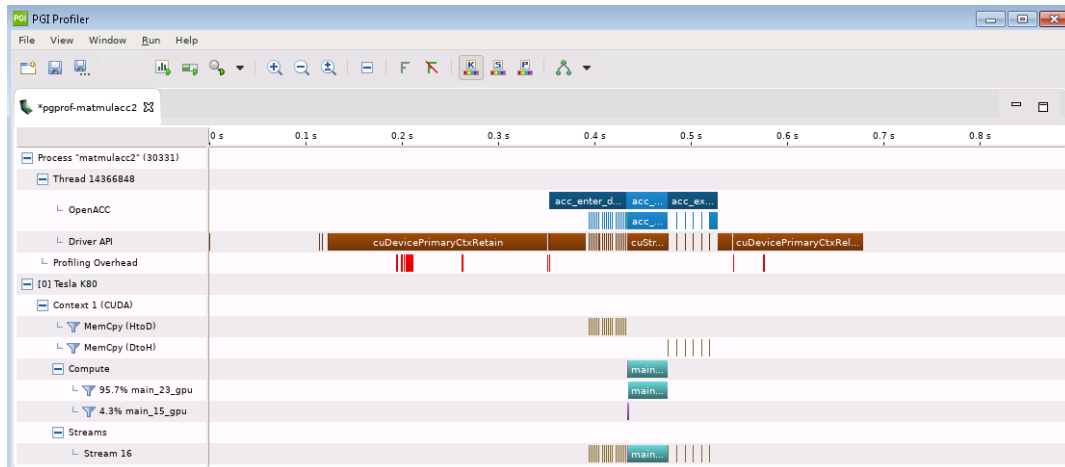 PGI PGI Profiler
File View Window Run Help
F K S P
*pgprof-matmulacc2
0 s 0.1 s 0.2 s 0.3 s 0.4 s 0.5 s 0.6 s 0.7 s 0.8 s
Process "matmulacc2" (30331)
Thread 14366848
OpenACC acc_enter_d... acc_... acc_ex...
acc_...
Driver API cuDevicePrimaryCtxRetain cuStr... cuDevicePrimaryCtxRel...
Profiling Overhead
[0] Tesla K80
Context 1 (CUDA)
MemCpy (HtoD)
MemCpy (DtoH)
Compute main...
95.7% main_23_gpu main...
4.3% main_15_gpu
Streams
Stream 16 main...